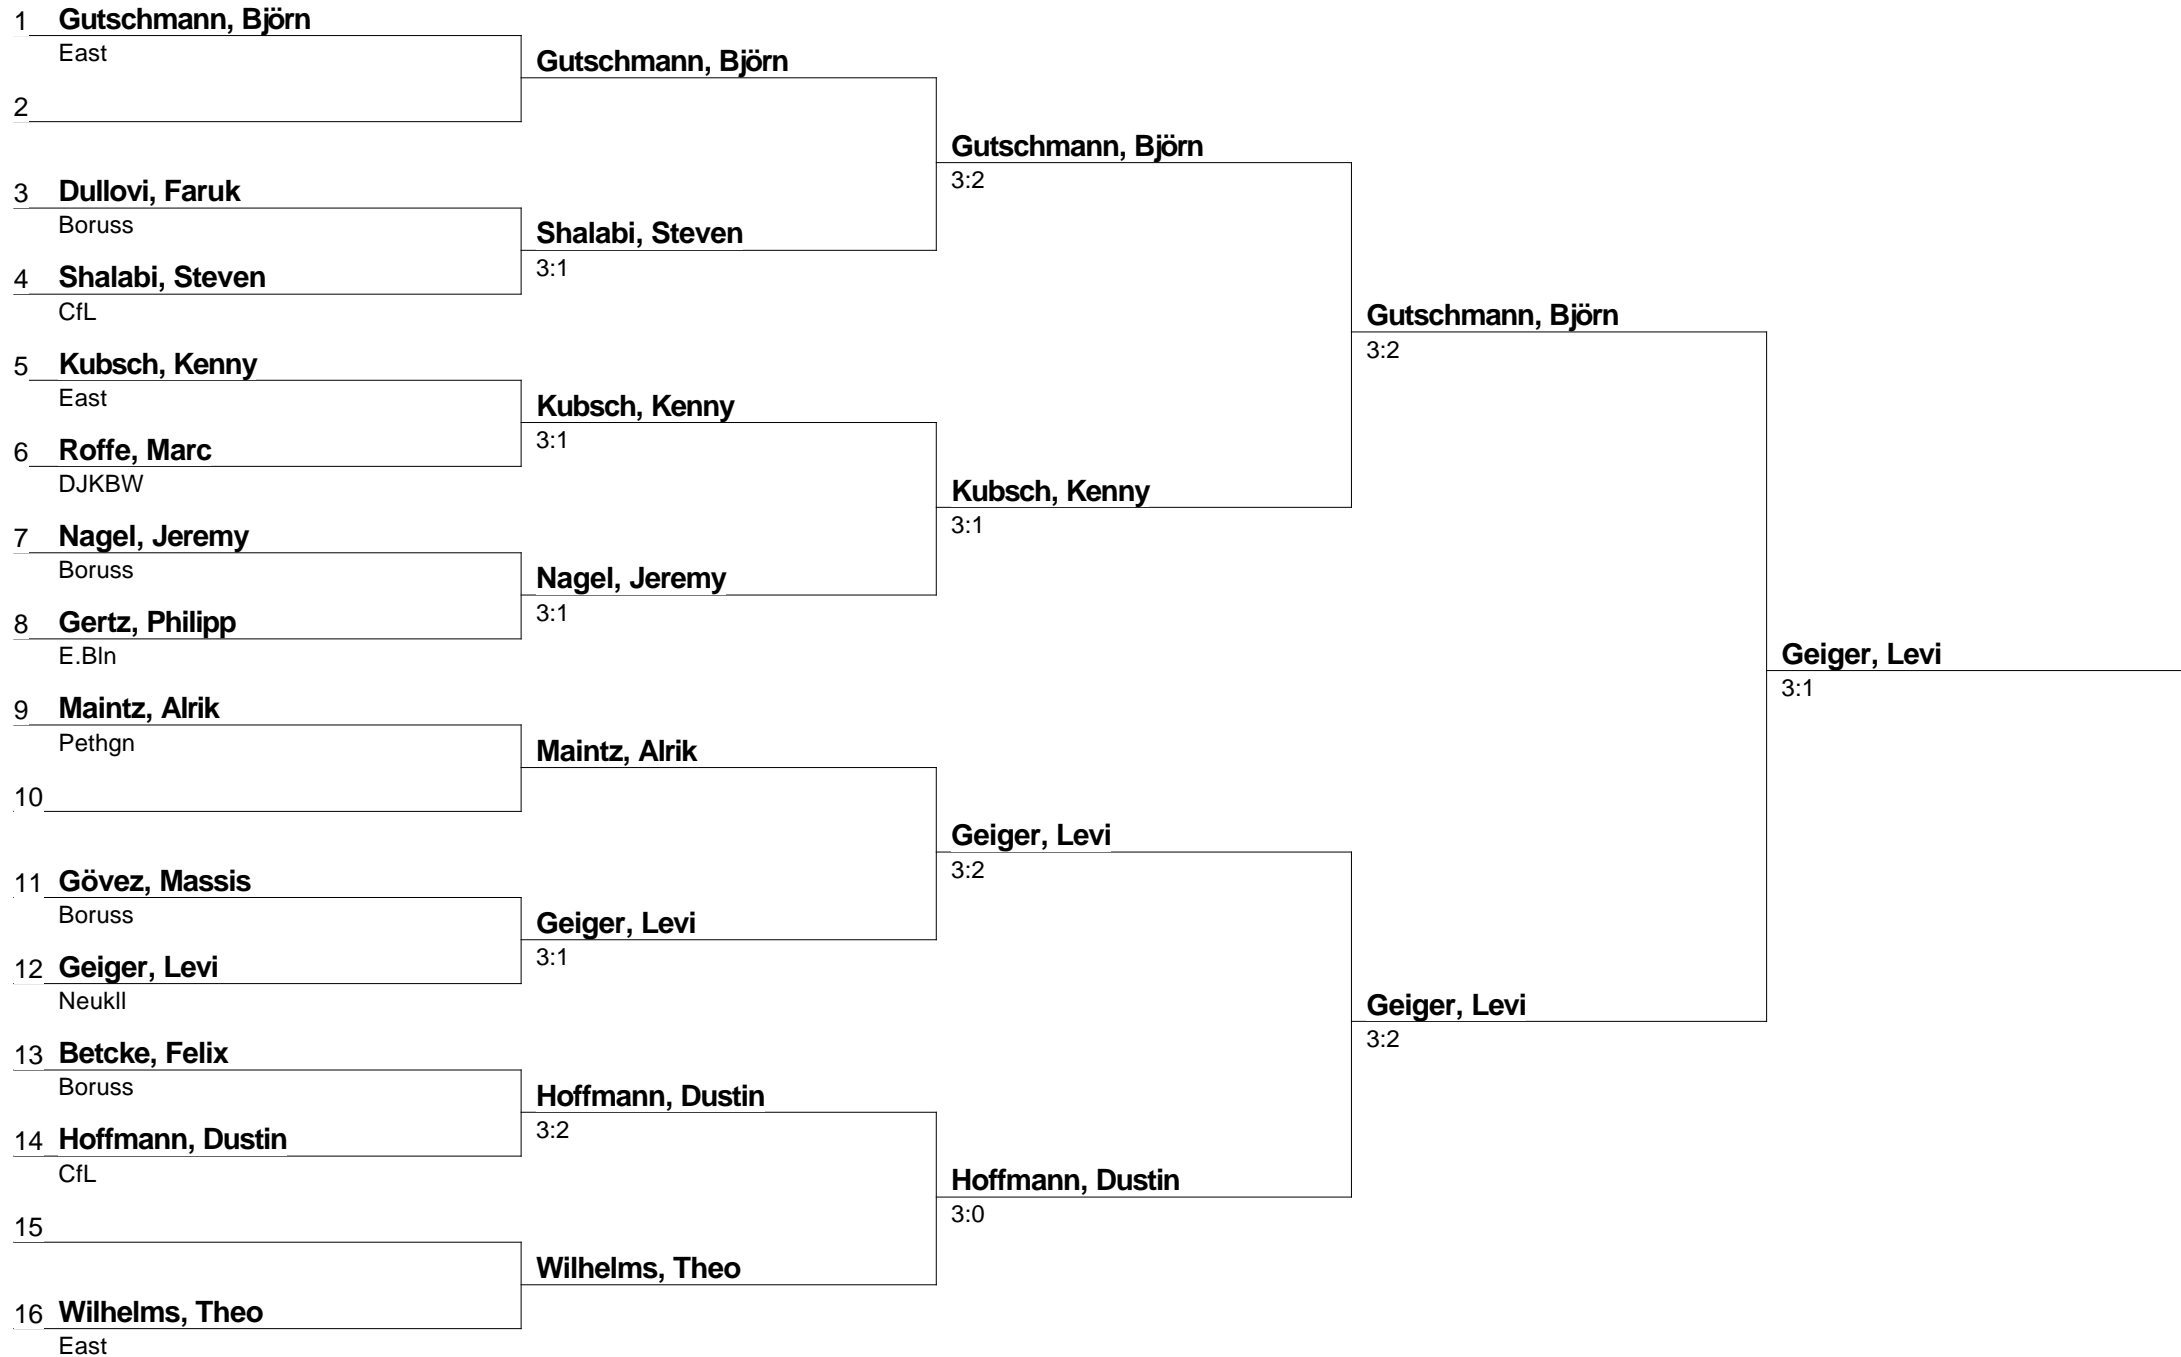 1 Gutschmann, Björn
East
Gutschmann, Björn
2
Gutschmann, Björn
3:2
3 Dullovi, Faruk
Boruss
Shalabi, Steven
3:1
4 Shalabi, Steven
CfL
Gutschmann, Björn
3:2
5 Kubsch, Kenny
East
Kubsch, Kenny
3:1
6 Roffe, Marc
DJKBW
Kubsch, Kenny
3:1
7 Nagel, Jeremy
Boruss
Nagel, Jeremy
3:1
8 Gertz, Philipp
E.Bln
Geiger, Levi
3:1
9 Maintz, Alrik
Pethgn
Maintz, Alrik
10
Geiger, Levi
3:2
11 Gövez, Massis
Boruss
Geiger, Levi
3:1
12 Geiger, Levi
Neukll
Geiger, Levi
3:2
13 Betcke, Felix
Boruss
Hoffmann, Dustin
3:2
14 Hoffmann, Dustin
CfL
Hoffmann, Dustin
3:0
15
Wilhelms, Theo
16 Wilhelms, Theo
East